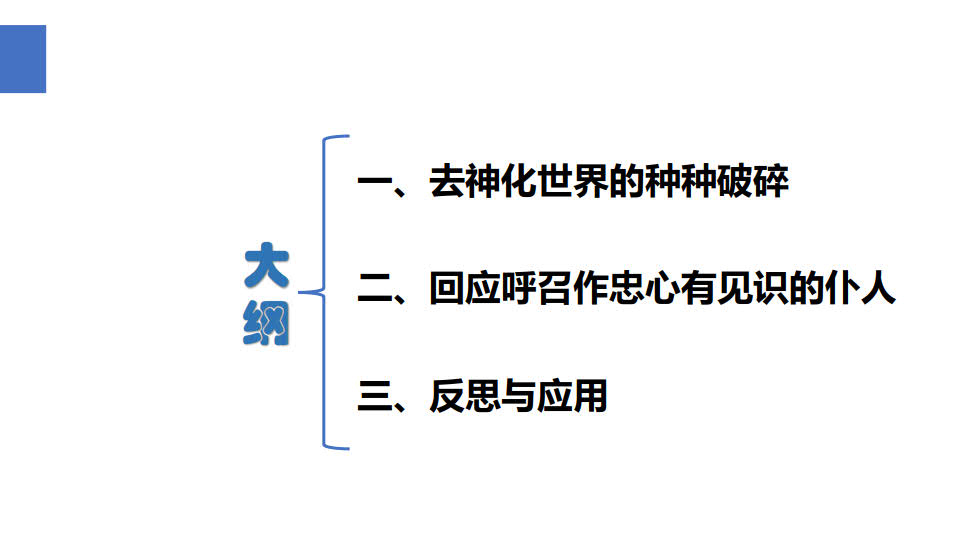 大
纲
一、去神化世界的种种破碎
二、回应呼召作忠心有见识的仆人
三、反思与应用